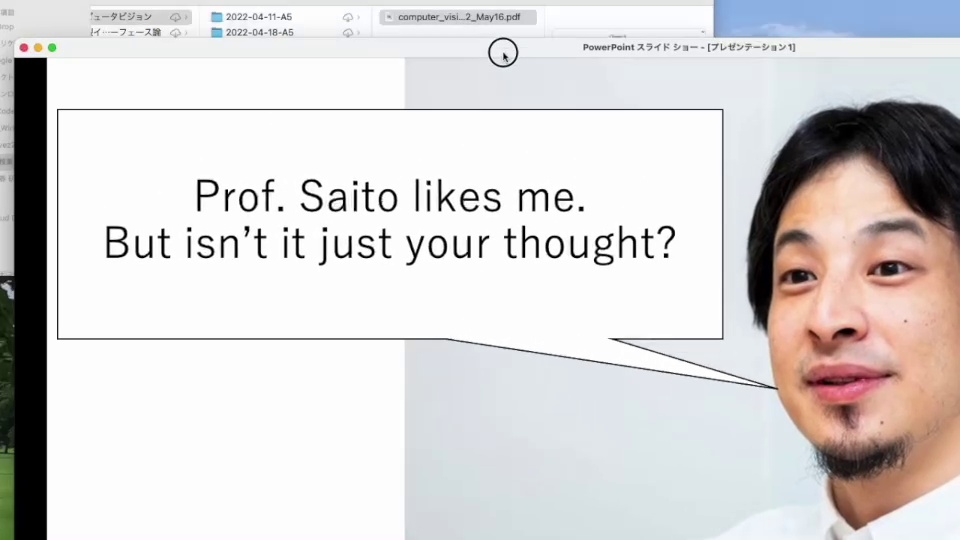 ュータビジョン
2022-04-11-A5
computer_visi...2_May16.pdf
イ…ーフェース論
2022-04-18-A5
PowerPoint スライド ショー - [プレゼンテーション1]
Prof. Saito likes me.
But isn't it just your thought?